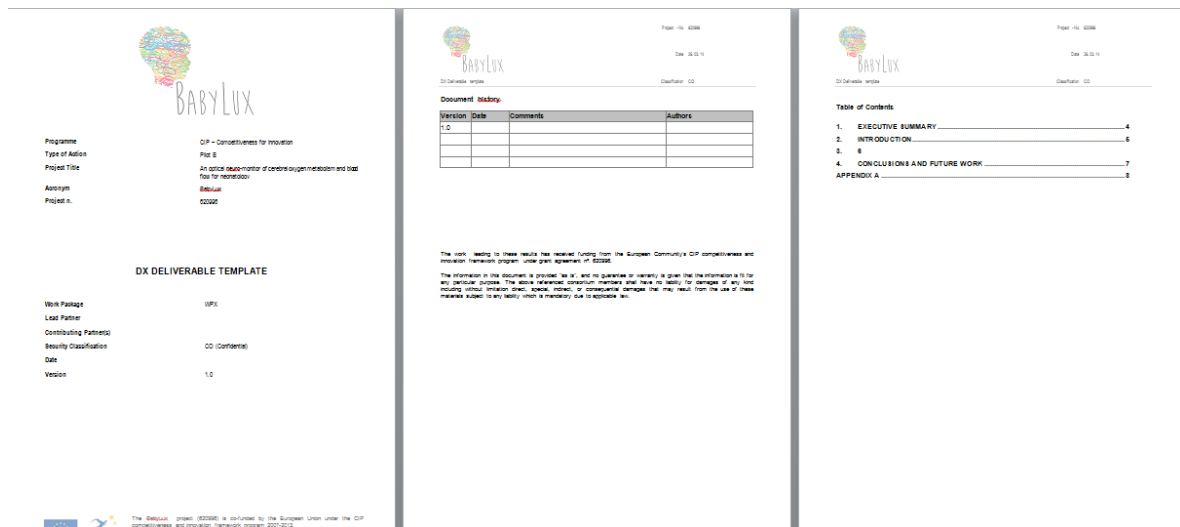 BABYLUX
Programme CIP – Competitiveness for Innovation
Type of Action Pilot B
Project Title An optical neuro-monitor of cerebral oxygen metabolism and blood
flow for neonatology
Acronym BabyLux
Project n. 620996
DX DELIVERABLE TEMPLATE
Work Package WPX
Lead Partner
Contributing Partner(s)
Security Classification CO (Confidential)
Date
Version 1.0
The BabyLux project (620996) is co-funded by the European Union under the CIP
competitiveness and innovation framework program 2007-2013.
BABYLUX
Project - No. 620996
Date
DX Deliverable template
Classification CO
Document history
Version Date Comments Authors
1.0
The work leading to these results has received funding from the European Community's CIP competitiveness and
innovation framework program under grant agreement nº. 620996.
The information in this document is provided "as is", and no guarantee or warranty is given that the information is fit for
any particular purpose. The above referenced consortium members shall have no liability for damages of any kind
including without limitation direct, special, indirect, or consequential damages that may result from the use of these
materials subject to any liability which is mandatory due to applicable law.
BABYLUX
Project - No. 620996
Date
DX Deliverable template
Classification CO
Table of Contents
1. EXECUTIVE SUMMARY 4
2. INTRODUCTION 5
3. 6
4. CONCLUSIONS AND FUTURE WORK 7
APPENDIX A 8